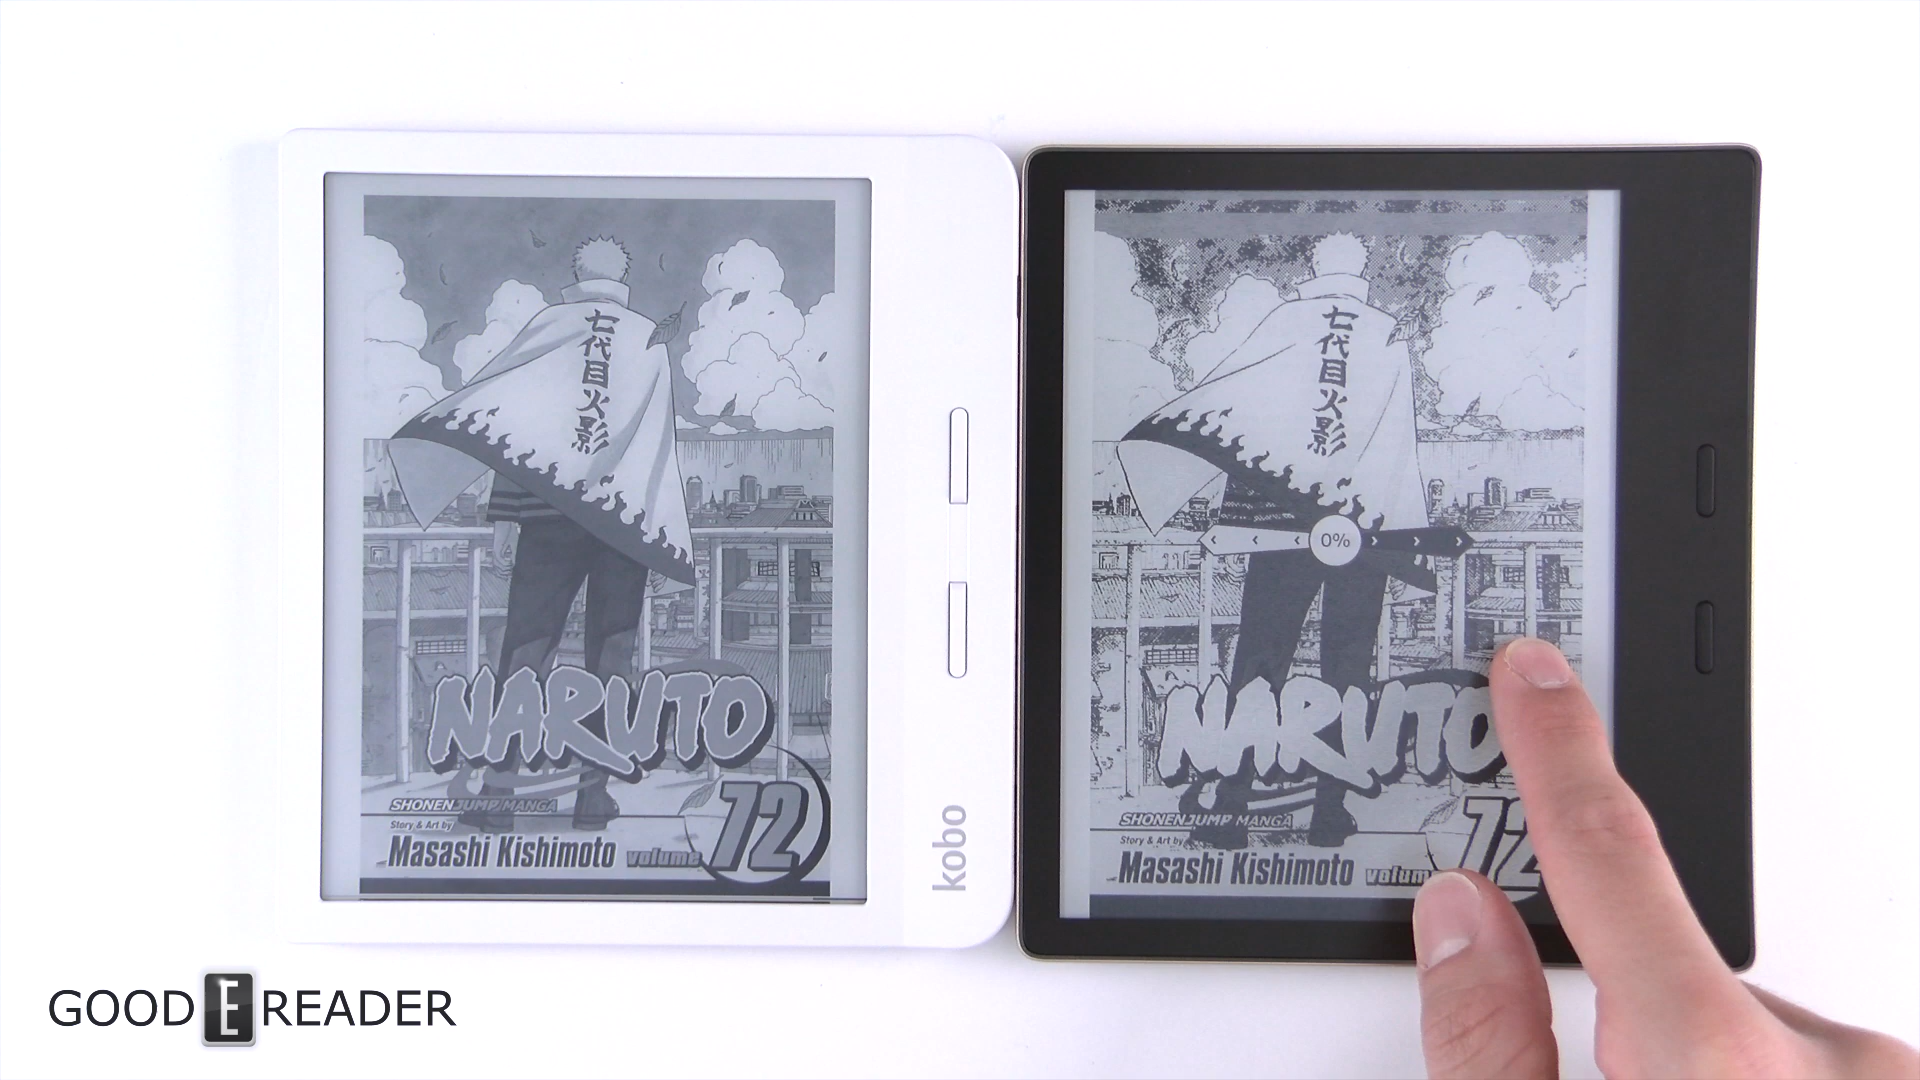 七代目火影
NARUTO
SHONEN JUMP MANGA
Story & Art by
Masashi Kishimoto volume 72
kobo
七代目火影
0%
NARUTO
SHONEN JUMP MANGA
Story & Art by
Masashi Kishimoto volume 72
GOOD E READER